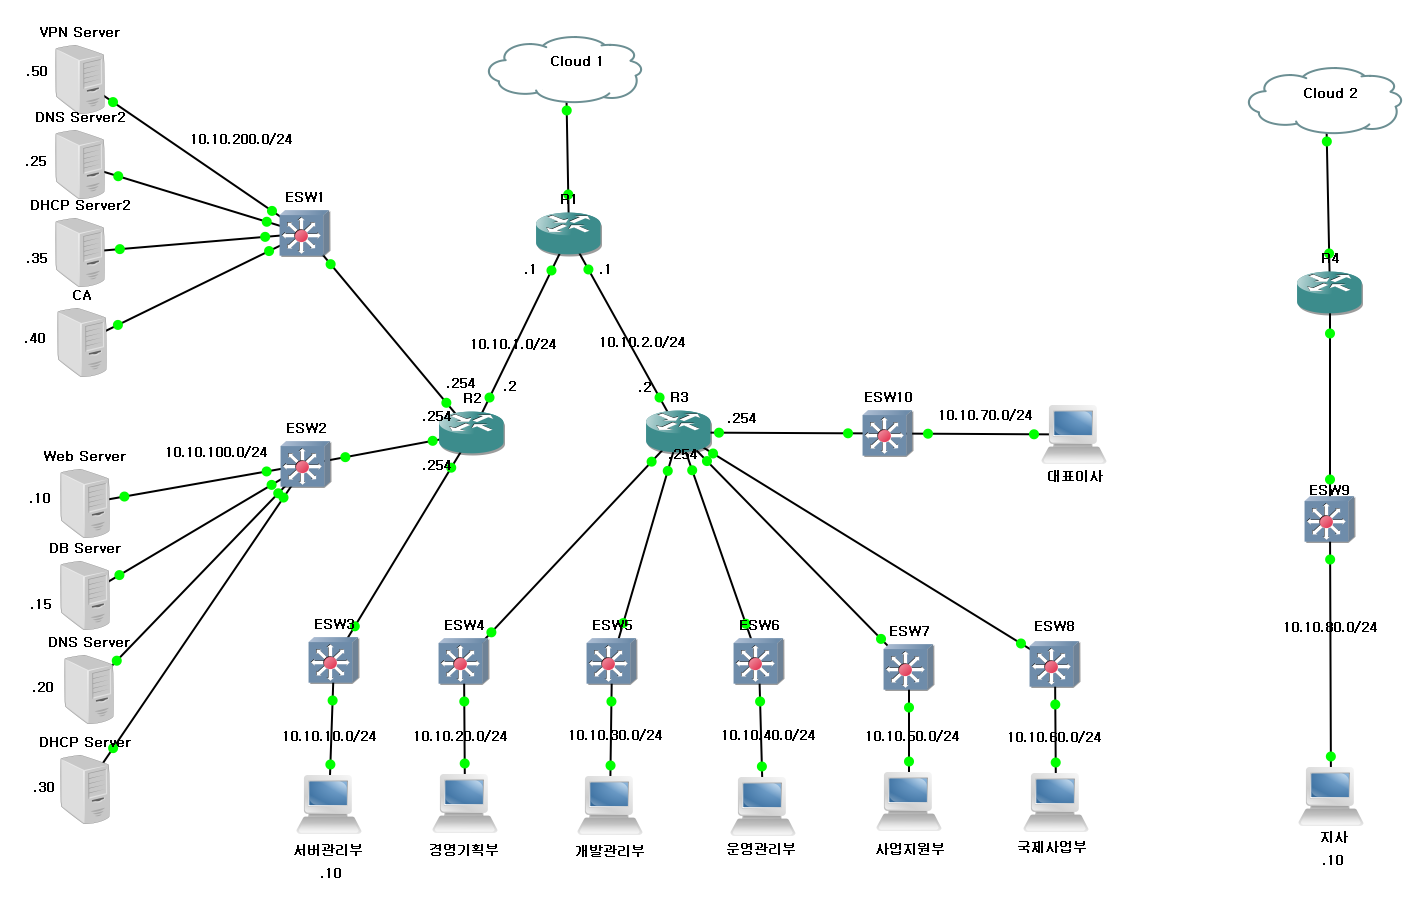 VPN Server
.50
DNS Server2
.25
DHCP Server2
.35
CA
.40
10.10.200.0/24
ESW1
Cloud 1
R1
.1
.1
10.10.1.0/24
10.10.2.0/24
.254
R2
.2
.254
.254
.2
R3
.254
.254
ESW10
10.10.70.0/24
대표이사
ESW2
10.10.100.0/24
Web Server
.10
DB Server
.15
DNS Server
.20
DHCP Server
.30
ESW3
10.10.10.0/24
서버관리부
.10
ESW4
10.10.20.0/24
경영기획부
ESW5
10.10.30.0/24
개발관리부
ESW6
10.10.40.0/24
운영관리부
ESW7
10.10.50.0/24
사업지원부
ESW8
10.10.60.0/24
국제사업부
Cloud 2
R4
ESW9
10.10.80.0/24
지사
.10